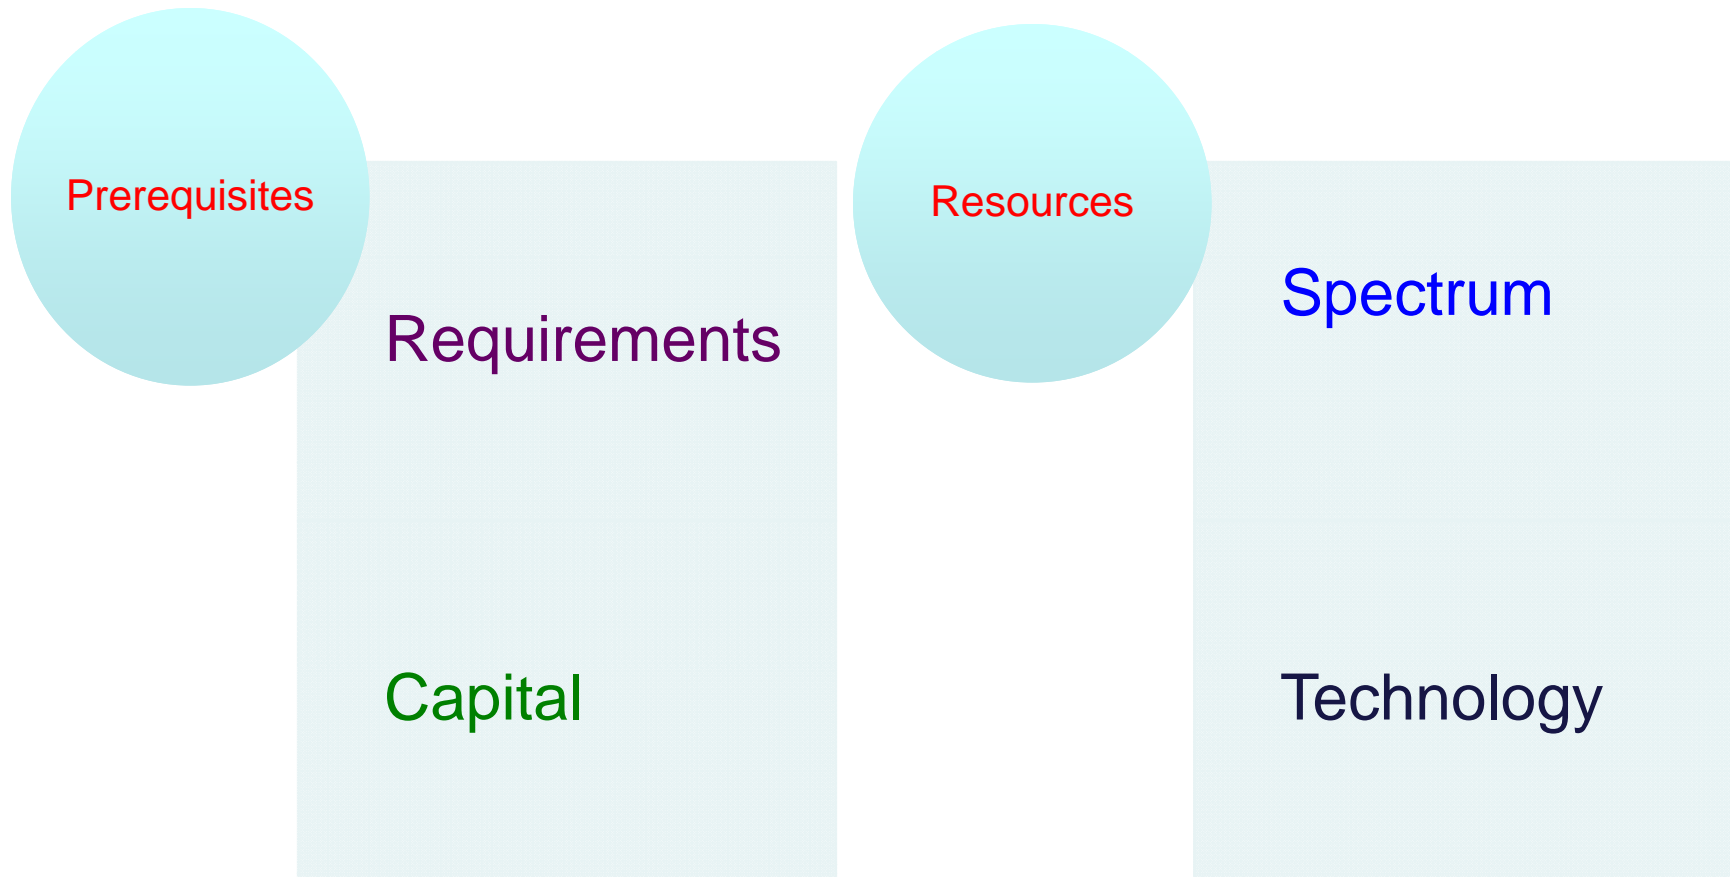 Prerequisites
Requirements
Capital
Resources
Spectrum
Technology